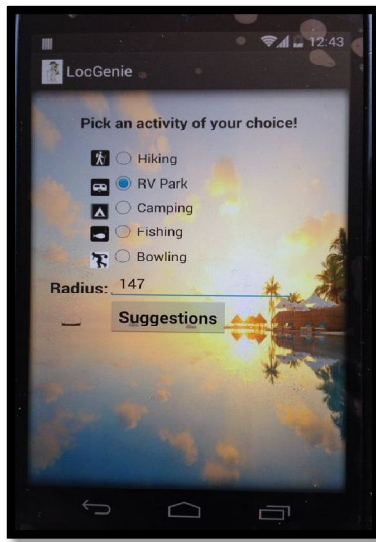 12:43
LocGenie
Pick an activity of your choice!
Hiking
RV Park
Camping
Fishing
Bowling
Radius: 147
Suggestions